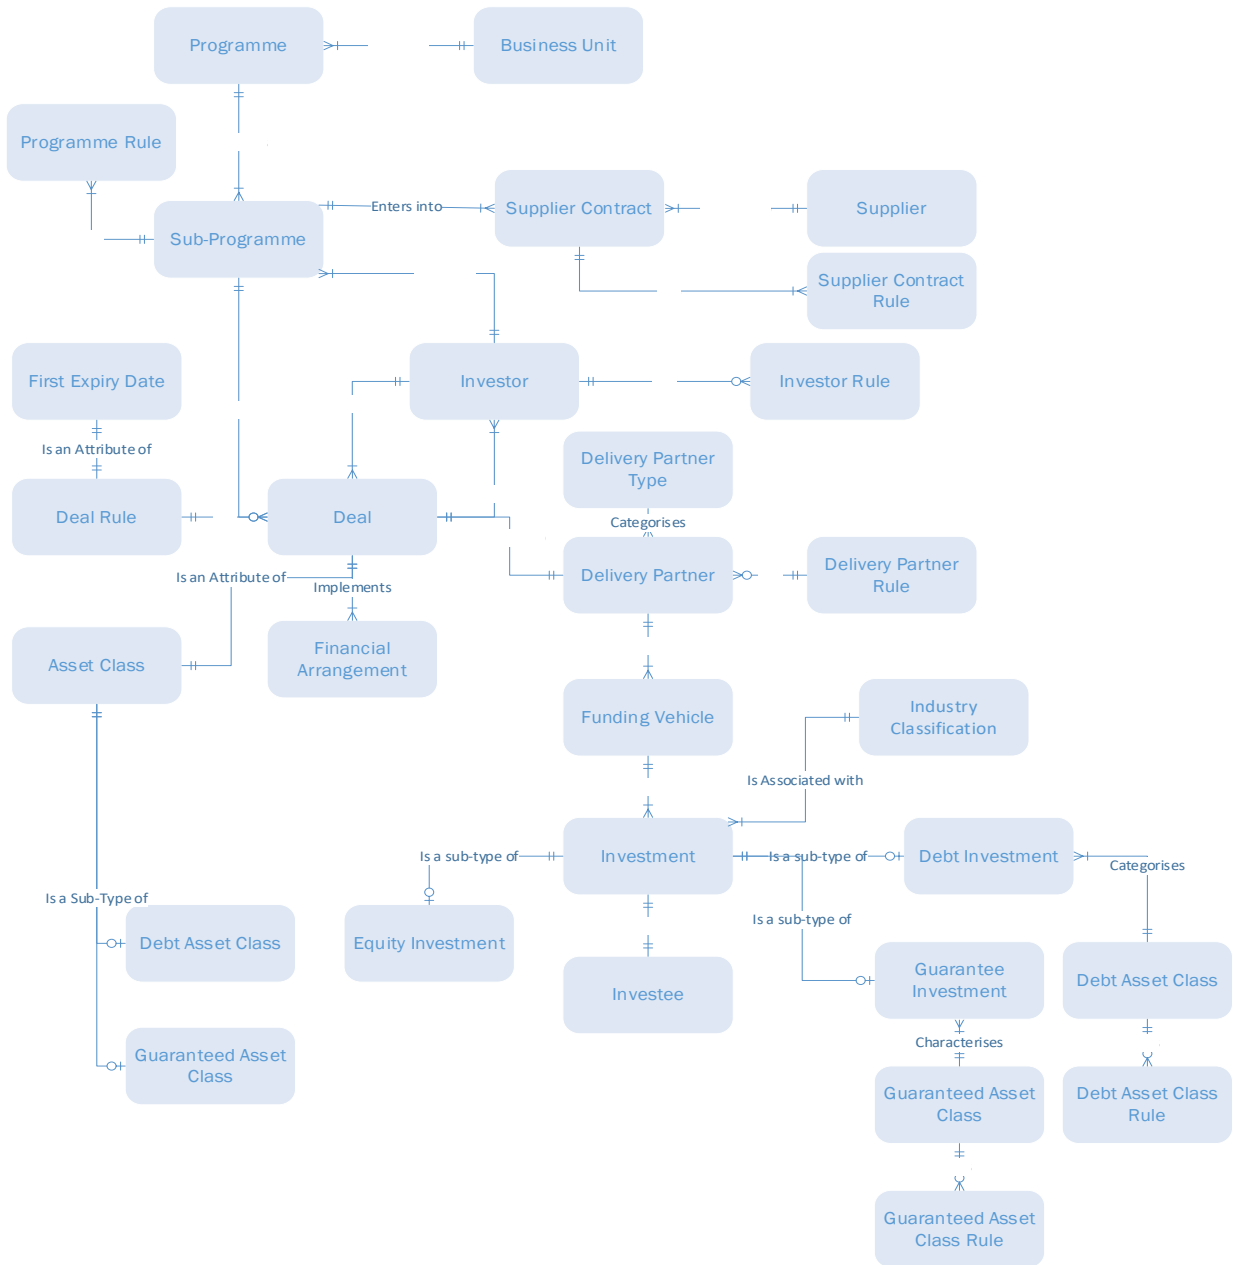 Programme
Business Unit
Programme Rule
Enters into
Supplier Contract
Supplier
Sub-Programme
Supplier Contract
Rule
First Expiry Date
Investor
Investor Rule
Is an Attribute of
Delivery Partner
Type
Deal Rule
Deal
Categorises
Is an Attribute of
Implements
Delivery Partner
Delivery Partner
Rule
Asset Class
Financial
Arrangement
Funding Vehicle
Industry
Classification
Is Associated with
Is a sub-type of
Investment
Is a sub-type of
Debt Investment
Categorises
Is a Sub-Type of
Is a sub-type of
Debt Asset Class
Equity Investment
Investee
Guarantee
Investment
Debt Asset Class
Characterises
Guaranteed Asset
Class
Guaranteed Asset
Class
Debt Asset Class
Rule
Guaranteed Asset
Class Rule